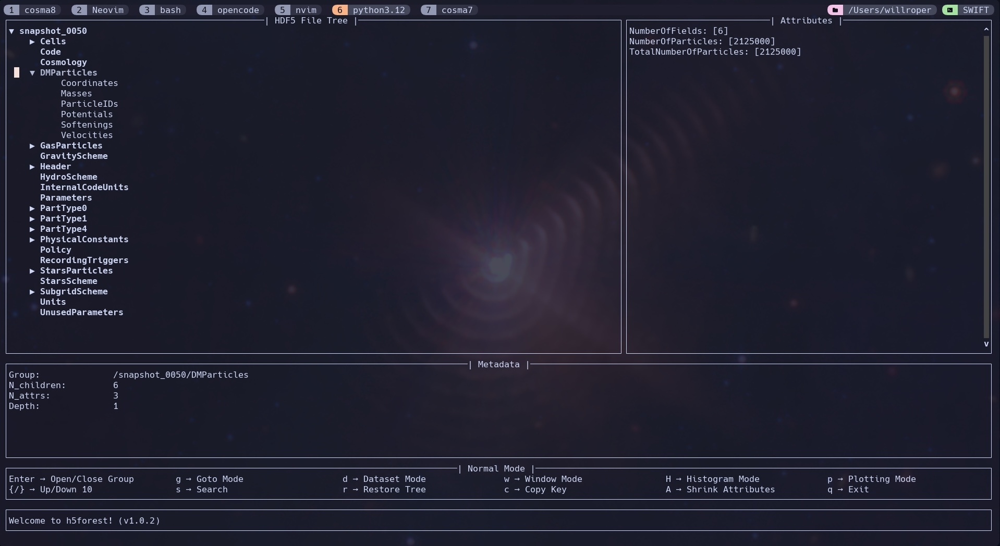 1 cosma8 2 Neovim 3 bash 4 opencode 5 nvim 6 python3.12 7 cosma7 /Users/willroper SWIFT
| HDF5 File Tree |
▼ snapshot_0050
▶ Cells
Code
Cosmology
▼ DMParticles
Coordinates
Masses
ParticleIDs
Potentials
Softenings
Velocities
▶ GasParticles
GravityScheme
▶ Header
HydroScheme
InternalCodeUnits
Parameters
▶ PartType0
▶ PartType1
▶ PartType4
▶ PhysicalConstants
Policy
RecordingTriggers
▶ StarsParticles
StarsScheme
▶ SubgridScheme
Units
UnusedParameters
| Attributes |
NumberOfFields: [6]
NumberOfParticles: [2125000]
TotalNumberOfParticles: [2125000]
^
v
| Metadata |
Group: /snapshot_0050/DMParticles
N_children: 6
N_attrs: 3
Depth: 1
| Normal Mode |
Enter → Open/Close Group g → Goto Mode d → Dataset Mode w → Window Mode H → Histogram Mode p → Plotting Mode
{/} → Up/Down 10 s → Search r → Restore Tree c → Copy Key A → Shrink Attributes q → Exit
Welcome to h5forest! (v1.0.2)